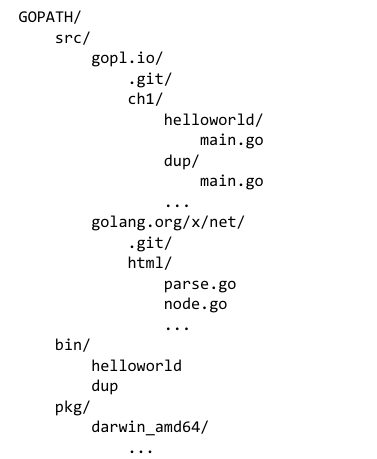 GOPATH/
    src/
        gopl.io/
            .git/
            ch1/
                helloworld/
                    main.go
                dup/
                    main.go
                ...
        golang.org/x/net/
            .git/
            html/
                parse.go
                node.go
                ...
    bin/
        helloworld
        dup
    pkg/
        darwin_amd64/
            ...